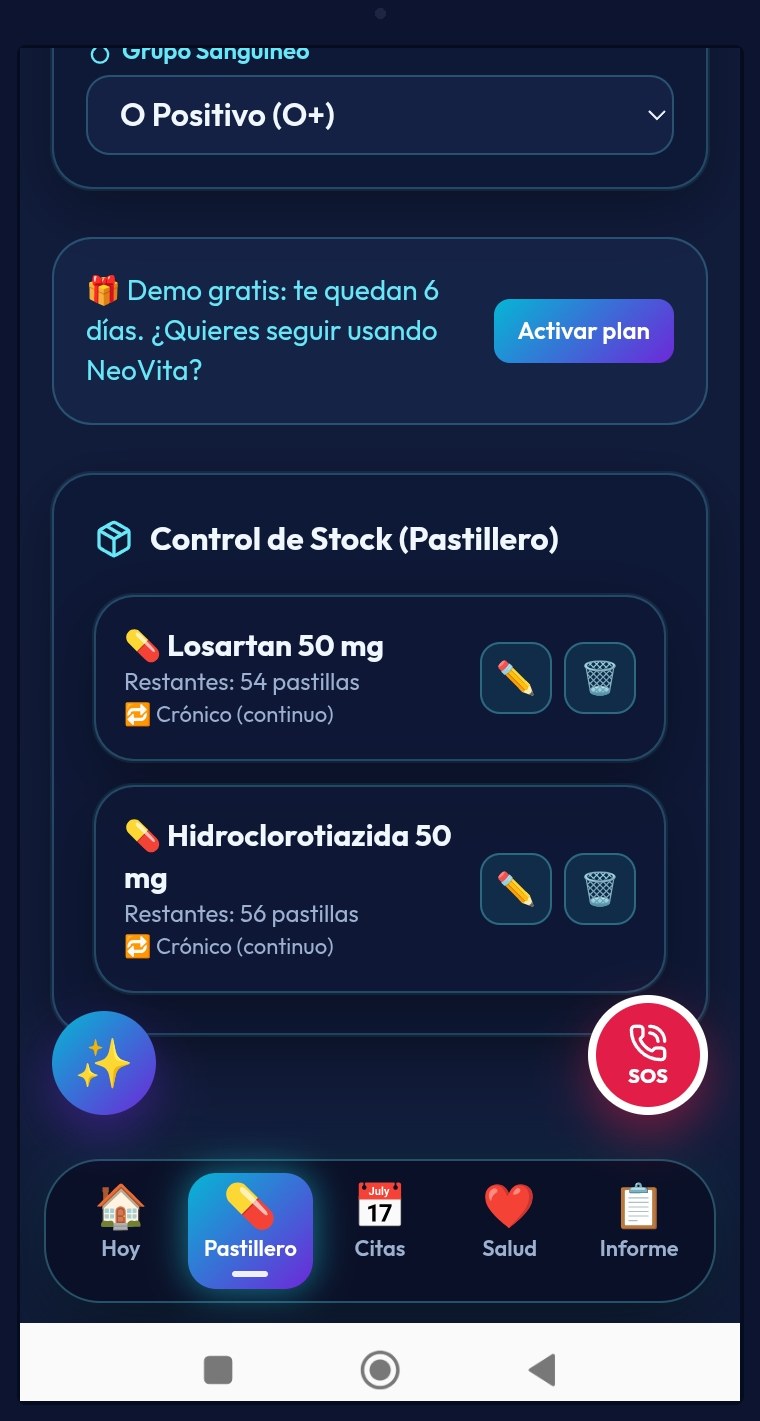 Grupo Sanguíneo
O Positivo (O+)
🎁 Demo gratis: te quedan 6
días. ¿Quieres seguir usando
NeoVita?
Activar plan
Control de Stock (Pastillero)
💊 Losartan 50 mg
Restantes: 54 pastillas
🔁 Crónico (continuo)
💊 Hidroclorotiazida 50
mg
Restantes: 56 pastillas
🔁 Crónico (continuo)
SOS
July
17
Hoy
Pastillero
Citas
Salud
Informe